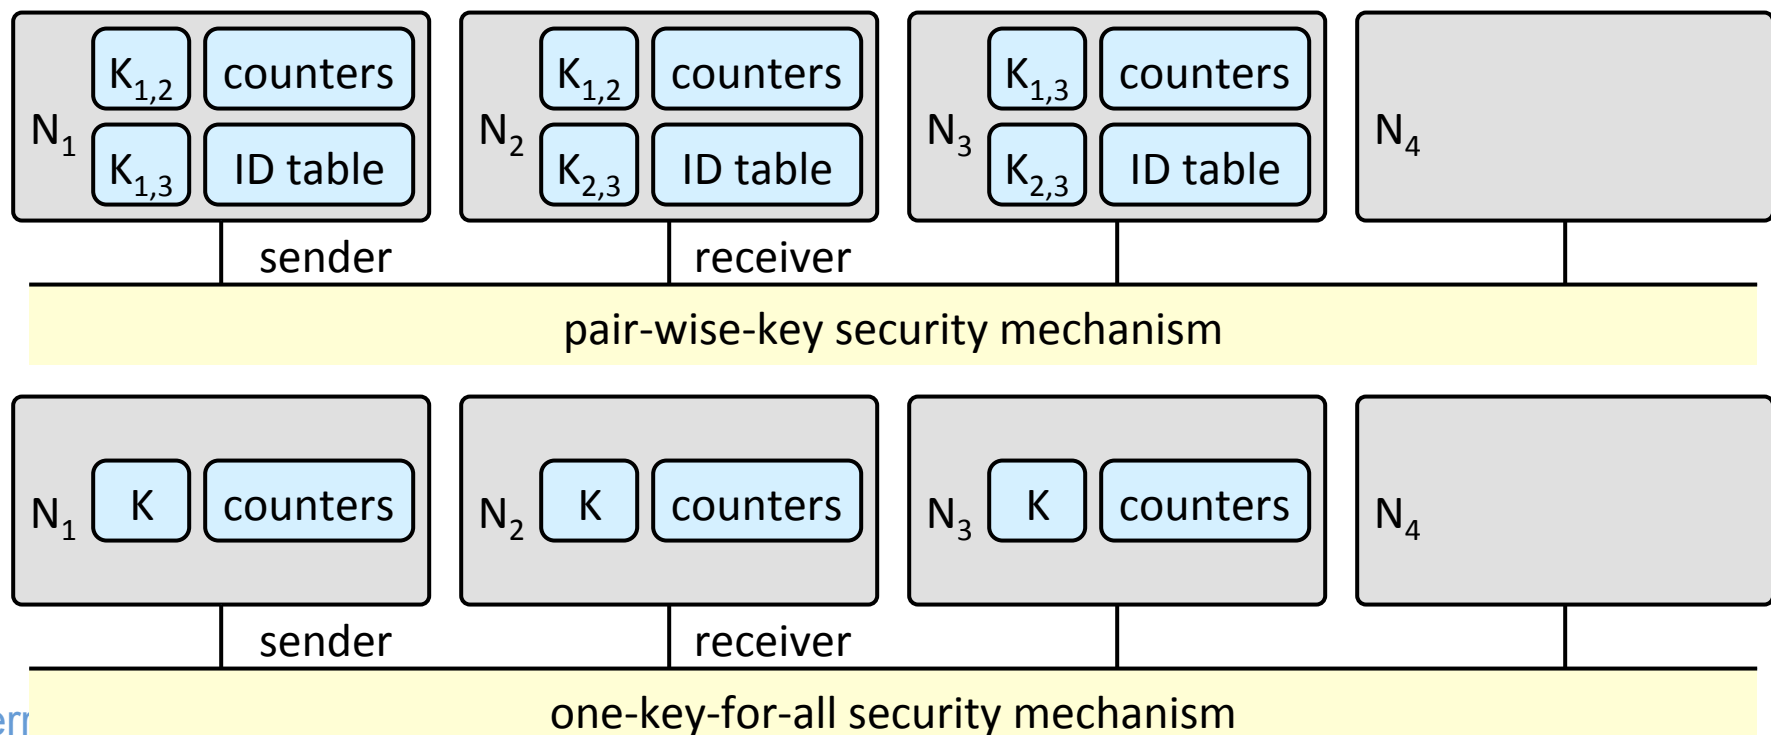 K1,2 counters K1,2 counters K1,3 counters
N1 N2 N3 N4
K1,3 ID table K2,3 ID table K2,3 ID table
sender receiver
pair-wise-key security mechanism
N1 K counters N2 K counters N3 K counters N4
sender receiver
one-key-for-all security mechanism